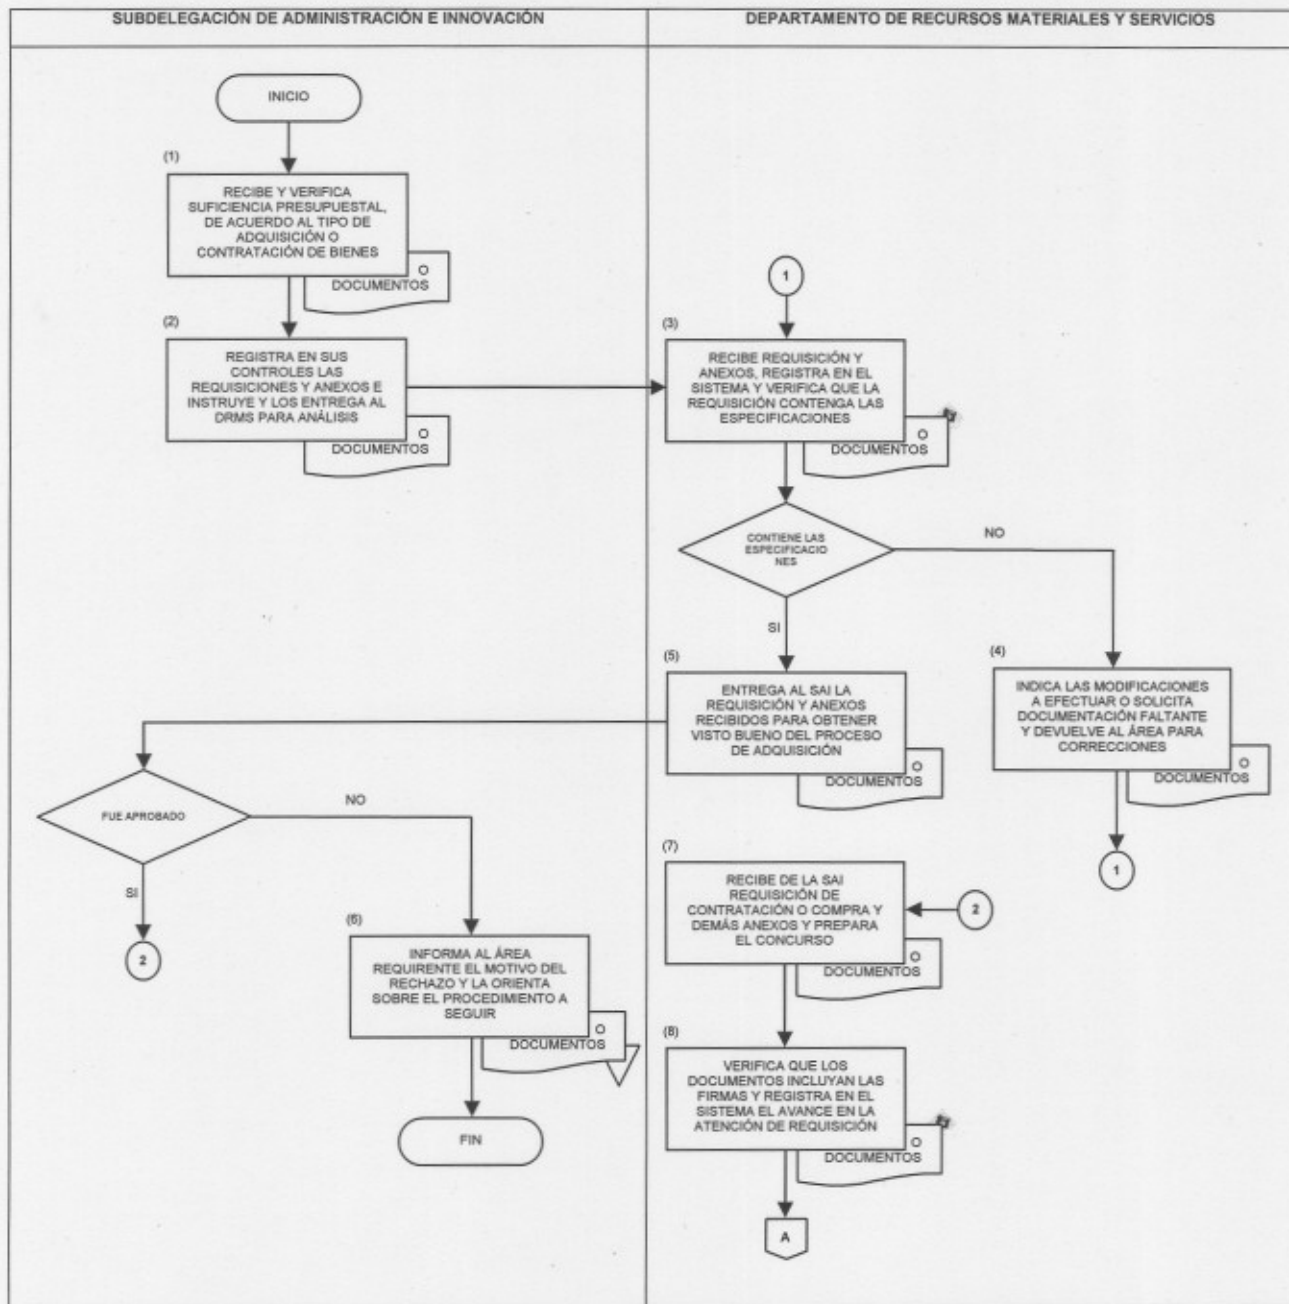 SUBDELEGACIÓN DE ADMINISTRACIÓN E INNOVACIÓN
DEPARTAMENTO DE RECURSOS MATERIALES Y SERVICIOS
INICIO
(1)
RECIBE Y VERIFICA
SUFICIENCIA PRESUPUESTAL,
DE ACUERDO AL TIPO DE
ADQUISICIÓN O
CONTRATACIÓN DE BIENES
O
DOCUMENTOS
(2)
REGISTRA EN SUS
CONTROLES LAS
REQUISICIONES Y ANEXOS E
INSTRUYE Y LOS ENTREGA AL
DRMS PARA ANÁLISIS
O
DOCUMENTOS
1
(3)
RECIBE REQUISICIÓN Y
ANEXOS, REGISTRA EN EL
SISTEMA Y VERIFICA QUE LA
REQUISICIÓN CONTENGA LAS
ESPECIFICACIONES
O
DOCUMENTOS
CONTIENE LAS
ESPECIFICACIO
NES
NO
SI
(4)
INDICA LAS MODIFICACIONES
A EFECTUAR O SOLICITA
DOCUMENTACIÓN FALTANTE
Y DEVUELVE AL ÁREA PARA
CORRECCIONES
O
DOCUMENTOS
1
(5)
ENTREGA AL SAI LA
REQUISICIÓN Y ANEXOS
RECIBIDOS PARA OBTENER
VISTO BUENO DEL PROCESO
DE ADQUISICIÓN
O
DOCUMENTOS
FUE APROBADO
NO
SI
2
(6)
INFORMA AL ÁREA
REQUIRENTE EL MOTIVO DEL
RECHAZO Y LA ORIENTA
SOBRE EL PROCEDIMIENTO A
SEGUIR
O
DOCUMENTOS
FIN
(7)
RECIBE DE LA SAI
REQUISICIÓN DE
CONTRATACIÓN O COMPRA Y
DEMÁS ANEXOS Y PREPARA
EL CONCURSO
O
DOCUMENTOS
2
(8)
VERIFICA QUE LOS
DOCUMENTOS INCLUYAN LAS
FIRMAS Y REGISTRA EN EL
SISTEMA EL AVANCE EN LA
ATENCIÓN DE REQUISICIÓN
O
DOCUMENTOS
A